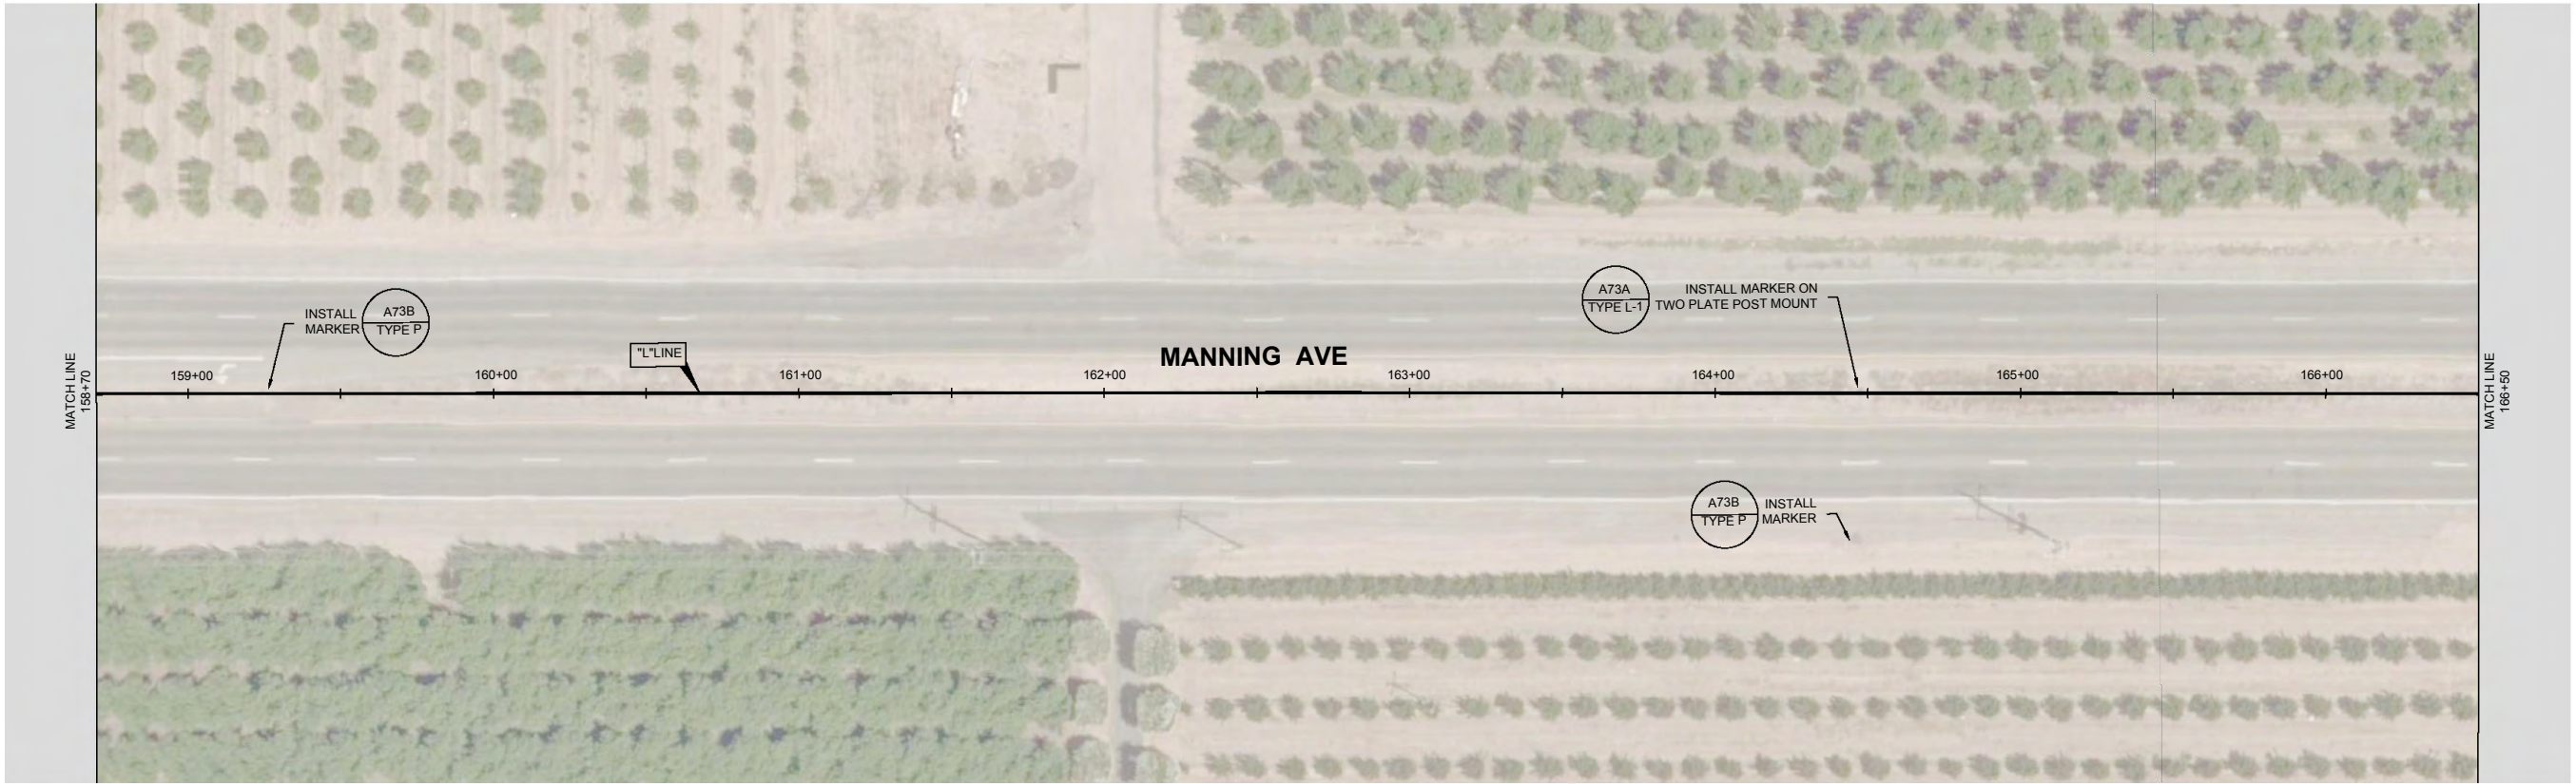 INSTALL
MARKER
A73B
TYPE P
A73A
TYPE L-1
INSTALL MARKER ON
TWO PLATE POST MOUNT
"L"LINE
MANNING AVE
MATCH LINE
158+70
159+00
160+00
161+00
162+00
163+00
164+00
165+00
166+00
MATCH LINE
166+50
A73B
TYPE P
INSTALL
MARKER